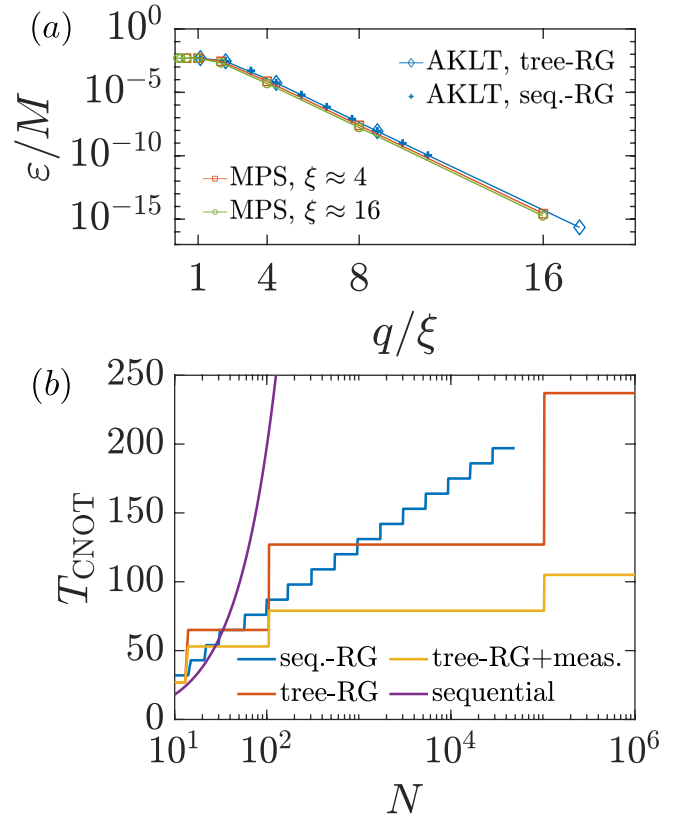 (a)
10^0
10^-5
10^-10
10^-15
ε/M
AKLT, tree-RG
AKLT, seq.-RG
MPS, ξ ≈ 4
MPS, ξ ≈ 16
1 4 8 16
q/ξ
(b)
250
200
150
100
50
0
T_CNOT
seq.-RG
tree-RG
tree-RG+meas.
sequential
10^1 10^2 10^4 10^6
N